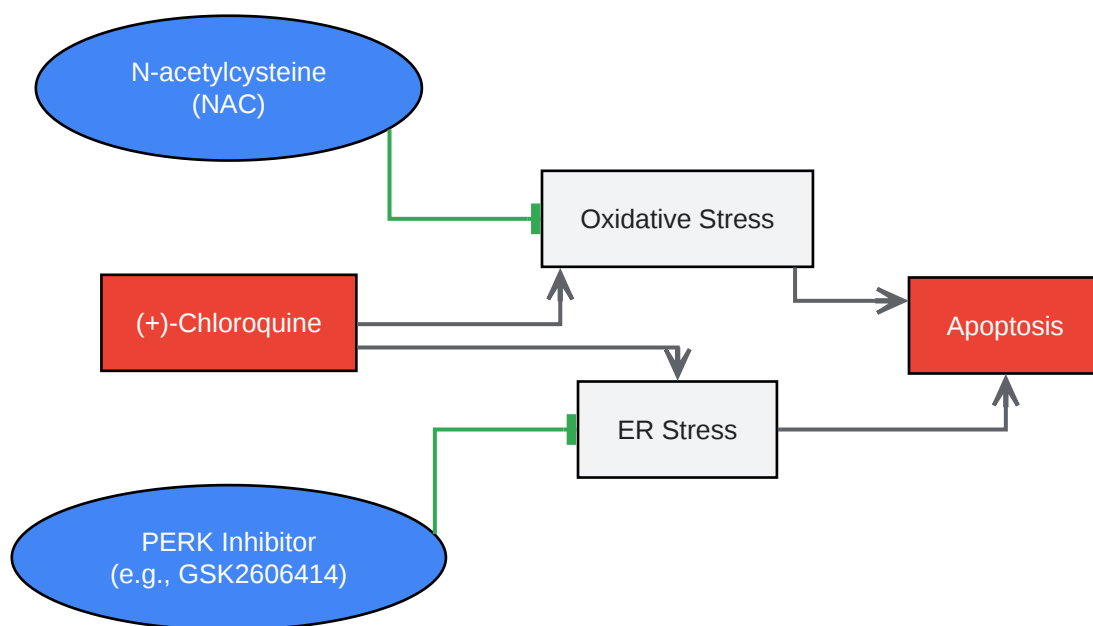 N-acetylcysteine
(NAC)
Oxidative Stress
(+)-Chloroquine
Apoptosis
ER Stress
PERK Inhibitor
(e.g., GSK2606414)